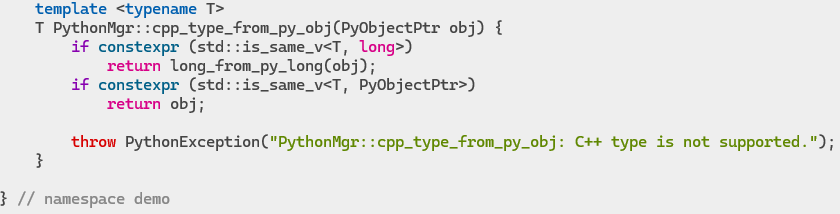 template <typename T>
T PythonMgr::cpp_type_from_py_obj(PyObjectPtr obj) {
if constexpr (std::is_same_v<T, long>)
return long_from_py_long(obj);
if constexpr (std::is_same_v<T, PyObjectPtr>)
return obj;
throw PythonException("PythonMgr::cpp_type_from_py_obj: C++ type is not supported.");
}
} // namespace demo